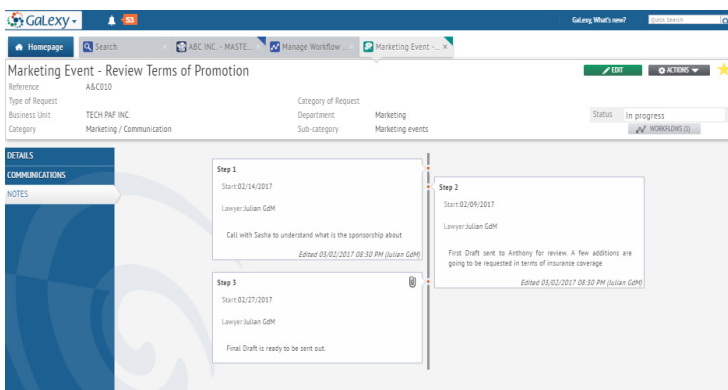 GaLexy
53
GaLexy, What's new?
Quick Search
Homepage
Search
ABC INC. - MASTE...
Manage Workflow ...
Marketing Event -...
Marketing Event - Review Terms of Promotion
EDIT
ACTIONS
Reference A&C010
Type of Request Category of Request
Business Unit TECH PAF INC. Department Marketing Status In progress
Category Marketing / Communication Sub-category Marketing events WORKFLOWS (1)
DETAILS
COMMUNICATIONS
NOTES
Step 1
Start:02/14/2017
Lawyer:Julian GdM
Call with Sasha to understand what is the sponsorship about
Edited 03/02/2017 08:30 PM (Julian GdM)
Step 2
Start:02/09/2017
Lawyer:Julian GdM
First Draft sent to Anthony for review. A few additions are
going to be requested in terms of insurance coverage
Edited 03/02/2017 08:30 PM (Julian GdM)
Step 3
Start:02/27/2017
Lawyer:Julian GdM
Final Draft is ready to be sent out.